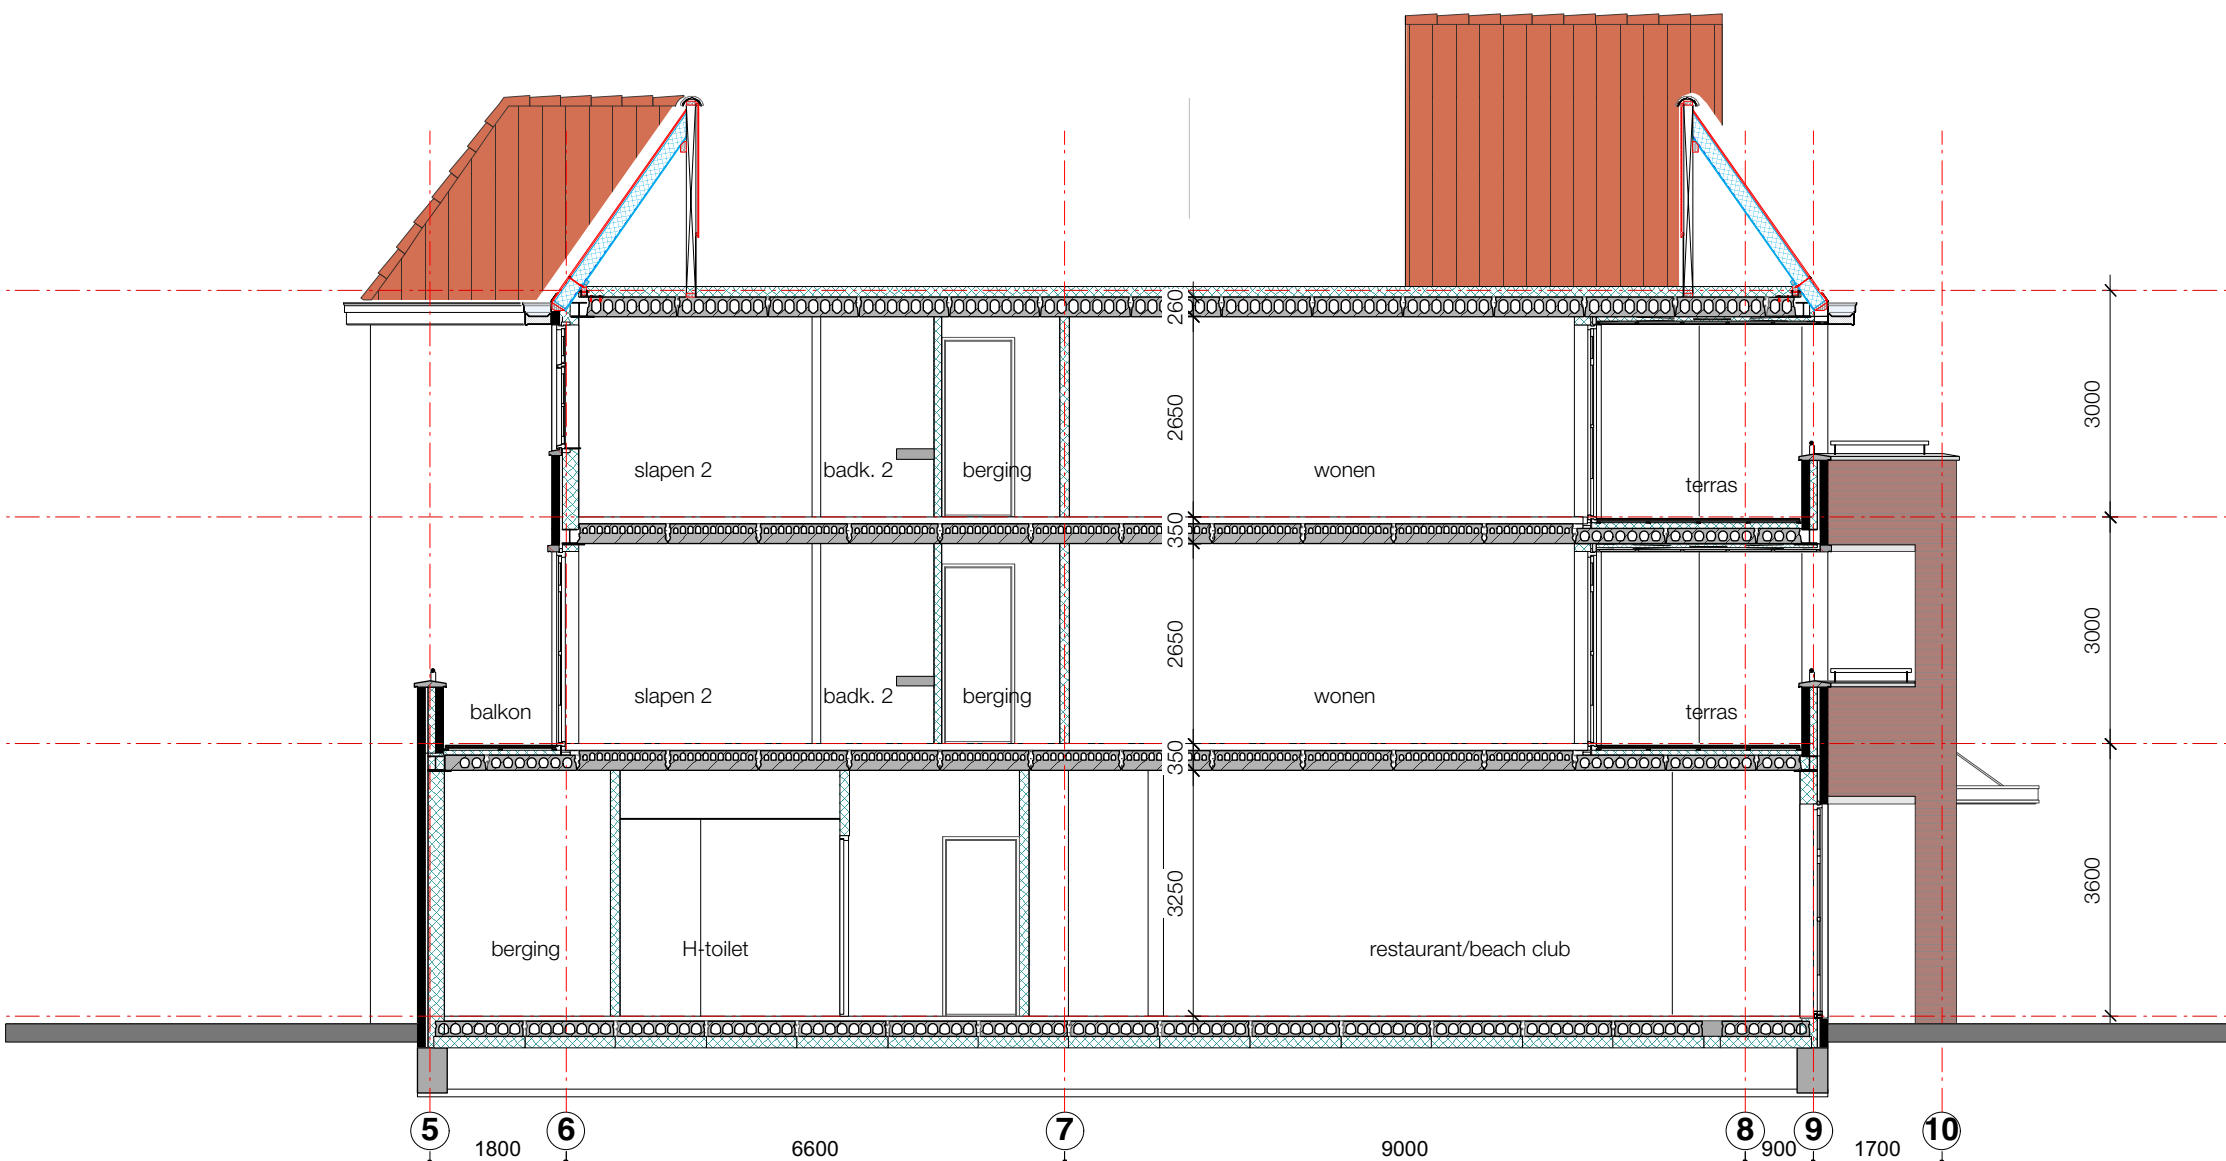 260
2650
3000
slapen 2
badk. 2
berging
wonen
terras
350
2650
3000
slapen 2
badk. 2
berging
wonen
balkon
terras
350
3250
3600
berging
H-toilet
restaurant/beach club
5
6
7
8
9
10
1800
6600
9000
900
1700